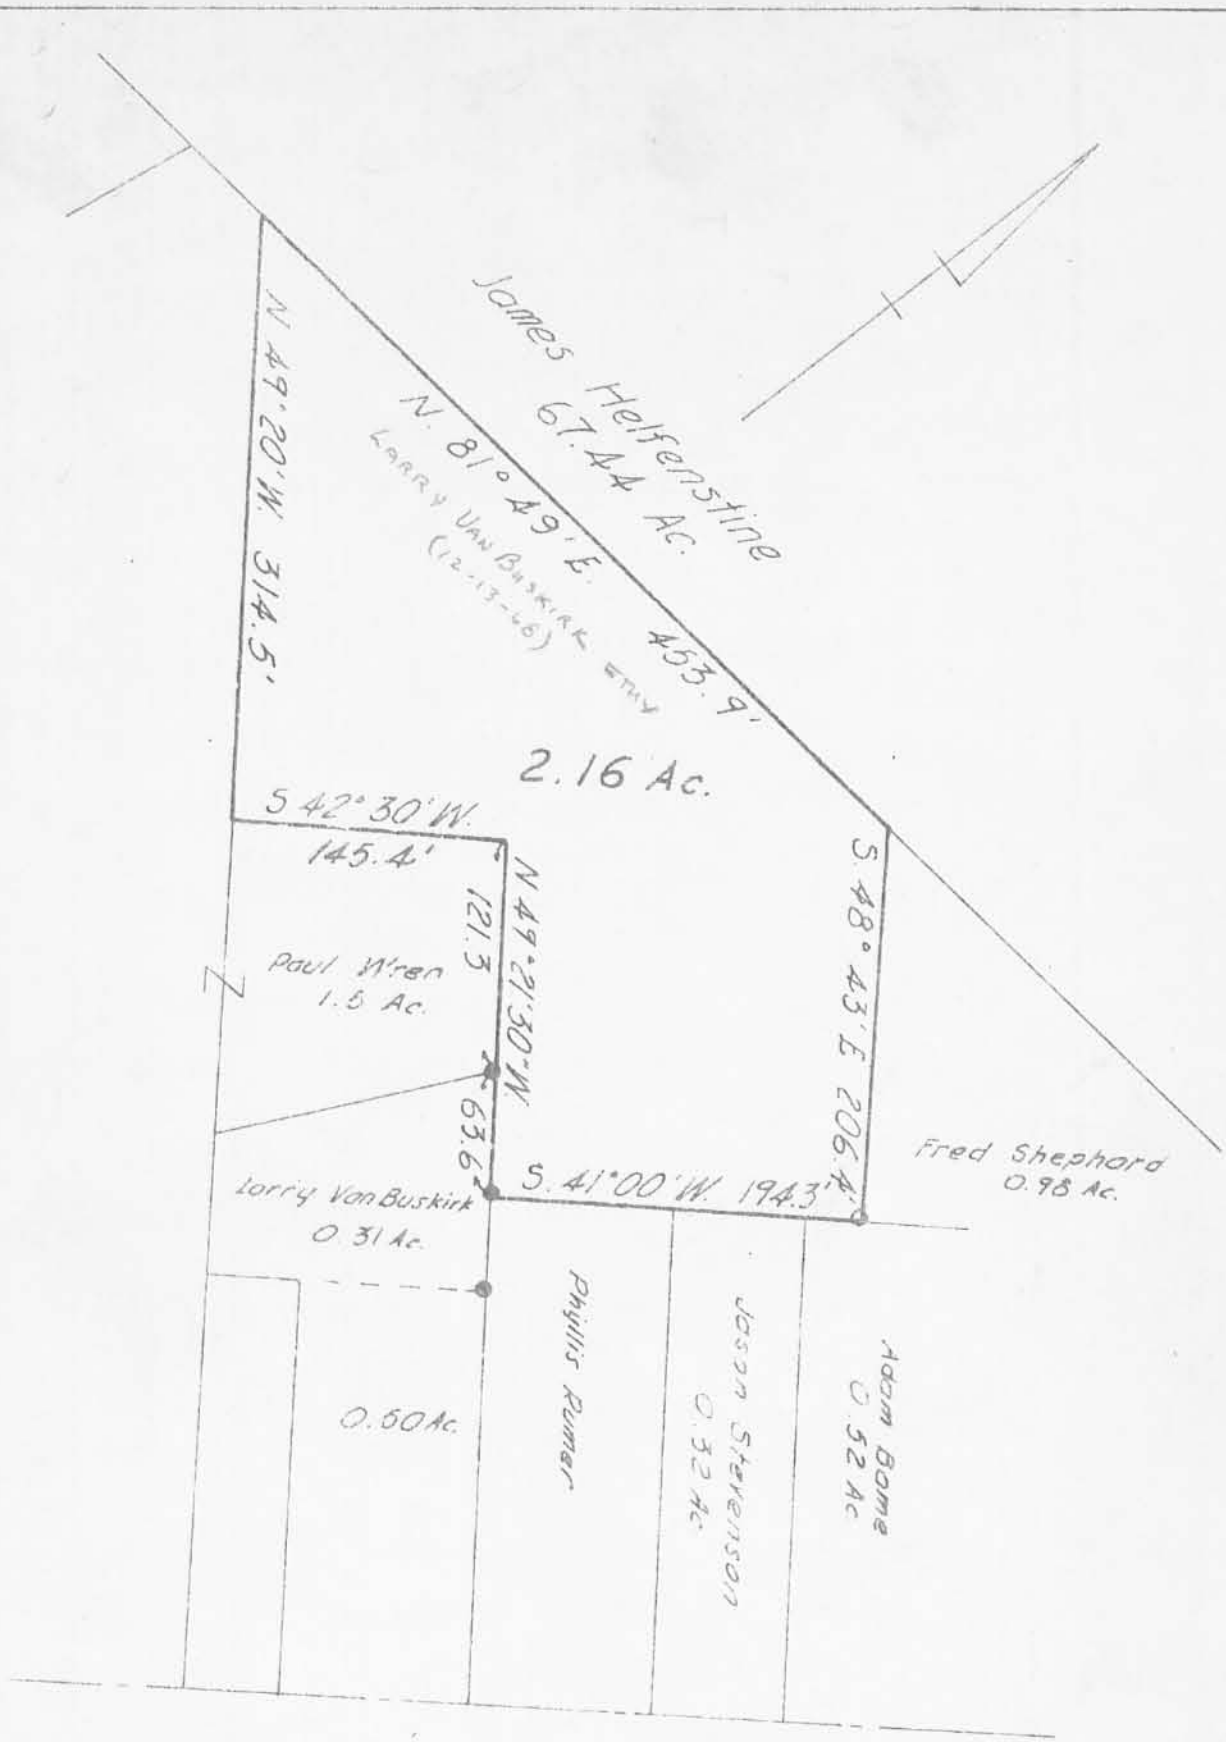 James Helfenstine
67.44 AC.
N. 81° 49' E. 453.9'
LARRY VAN BUSKIRK ETUX
(12-13-68)
N 49° 20' W. 314.5'
2.16 Ac.
S 42° 30' W.
145.4'
N 49° 21' 30" W.
121.3
63.6
S. 48° 43' E 206.4'
Paul Wren
1.5 Ac.
S. 41° 00' W. 194.3'
Fred Shephard
0.98 Ac.
Larry Van Buskirk
0.31 Ac.
Phyllis Rumer
Jason Stevenson
0.32 Ac.
Adam Bame
0.52 Ac
0.50 Ac.